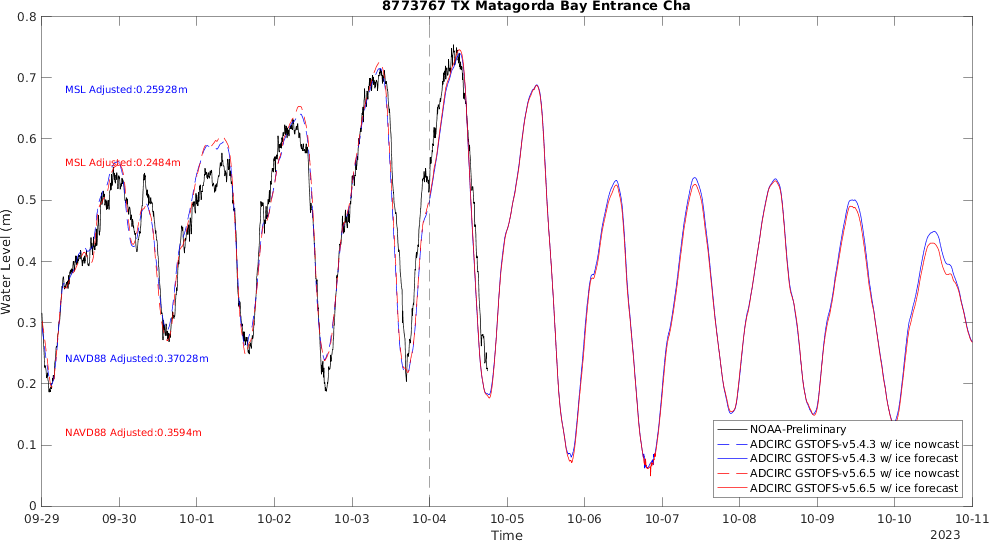 8773767 TX Matagorda Bay Entrance Cha
0.8
0.7
0.6
0.5
0.4
0.3
0.2
0.1
0
Water Level (m)
MSL Adjusted:0.25928m
MSL Adjusted:0.2484m
NAVD88 Adjusted:0.37028m
NAVD88 Adjusted:0.3594m
NOAA-Preliminary
ADCIRC GSTOFS-v5.4.3 w/ ice nowcast
ADCIRC GSTOFS-v5.4.3 w/ ice forecast
ADCIRC GSTOFS-v5.6.5 w/ ice nowcast
ADCIRC GSTOFS-v5.6.5 w/ ice forecast
09-29 09-30 10-01 10-02 10-03 10-04 10-05 10-06 10-07 10-08 10-09 10-10 10-11
Time
2023